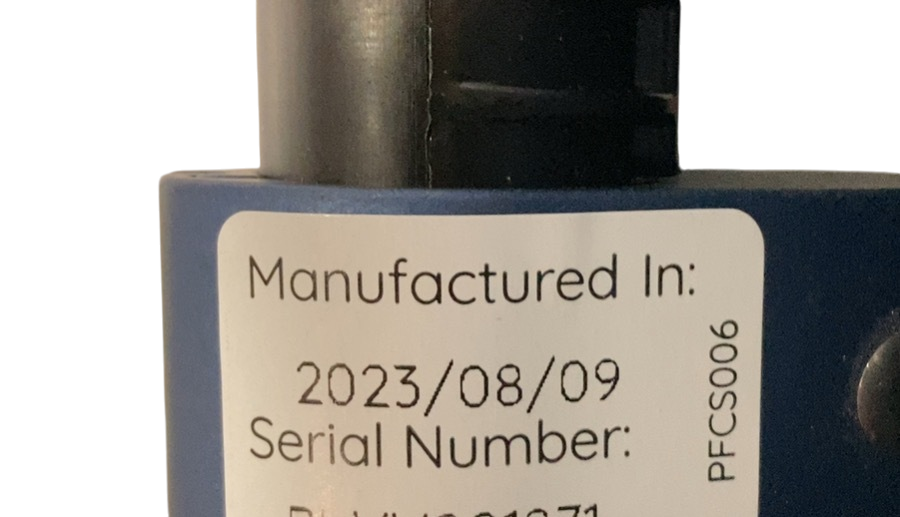 Manufactured In:
2023/08/09
Serial Number:
PFCS006